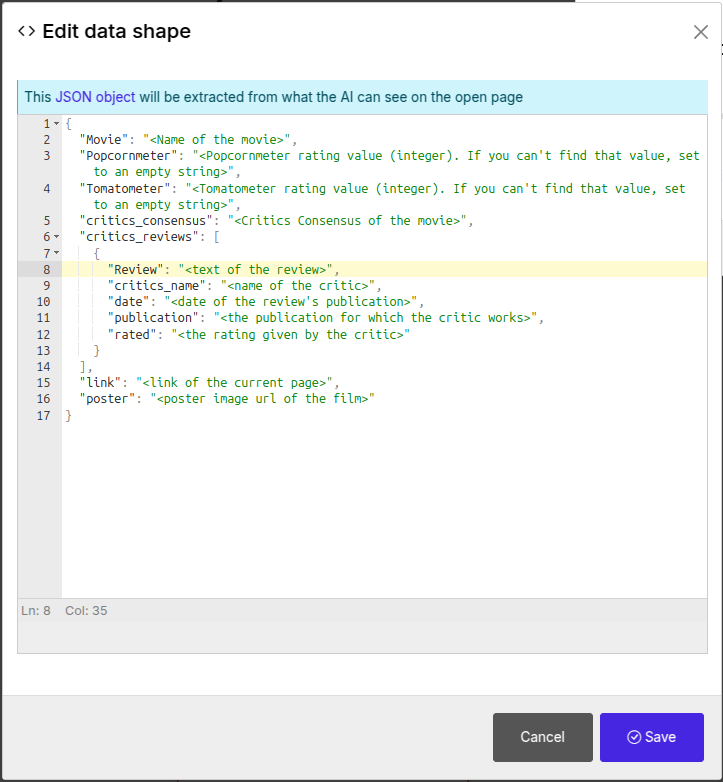 <> Edit data shape
This JSON object will be extracted from what the AI can see on the open page
1 {
2 "Movie": "<Name of the movie>",
3 "Popcornmeter": "<Popcornmeter rating value (integer). If you can't find that value, set
to an empty string>",
4 "Tomatometer": "<Tomatometer rating value (integer). If you can't find that value, set
to an empty string>",
5 "critics_consensus": "<Critics Consensus of the movie>",
6 "critics_reviews": [
7 {
8 "Review": "<text of the review>",
9 "critics_name": "<name of the critic>",
10 "date": "<date of the review's publication>",
11 "publication": "<the publication for which the critic works>",
12 "rated": "<the rating given by the critic>"
13 }
14 ],
15 "link": "<link of the current page>",
16 "poster": "<poster image url of the film>"
17 }
Ln: 8 Col: 35
Cancel Save